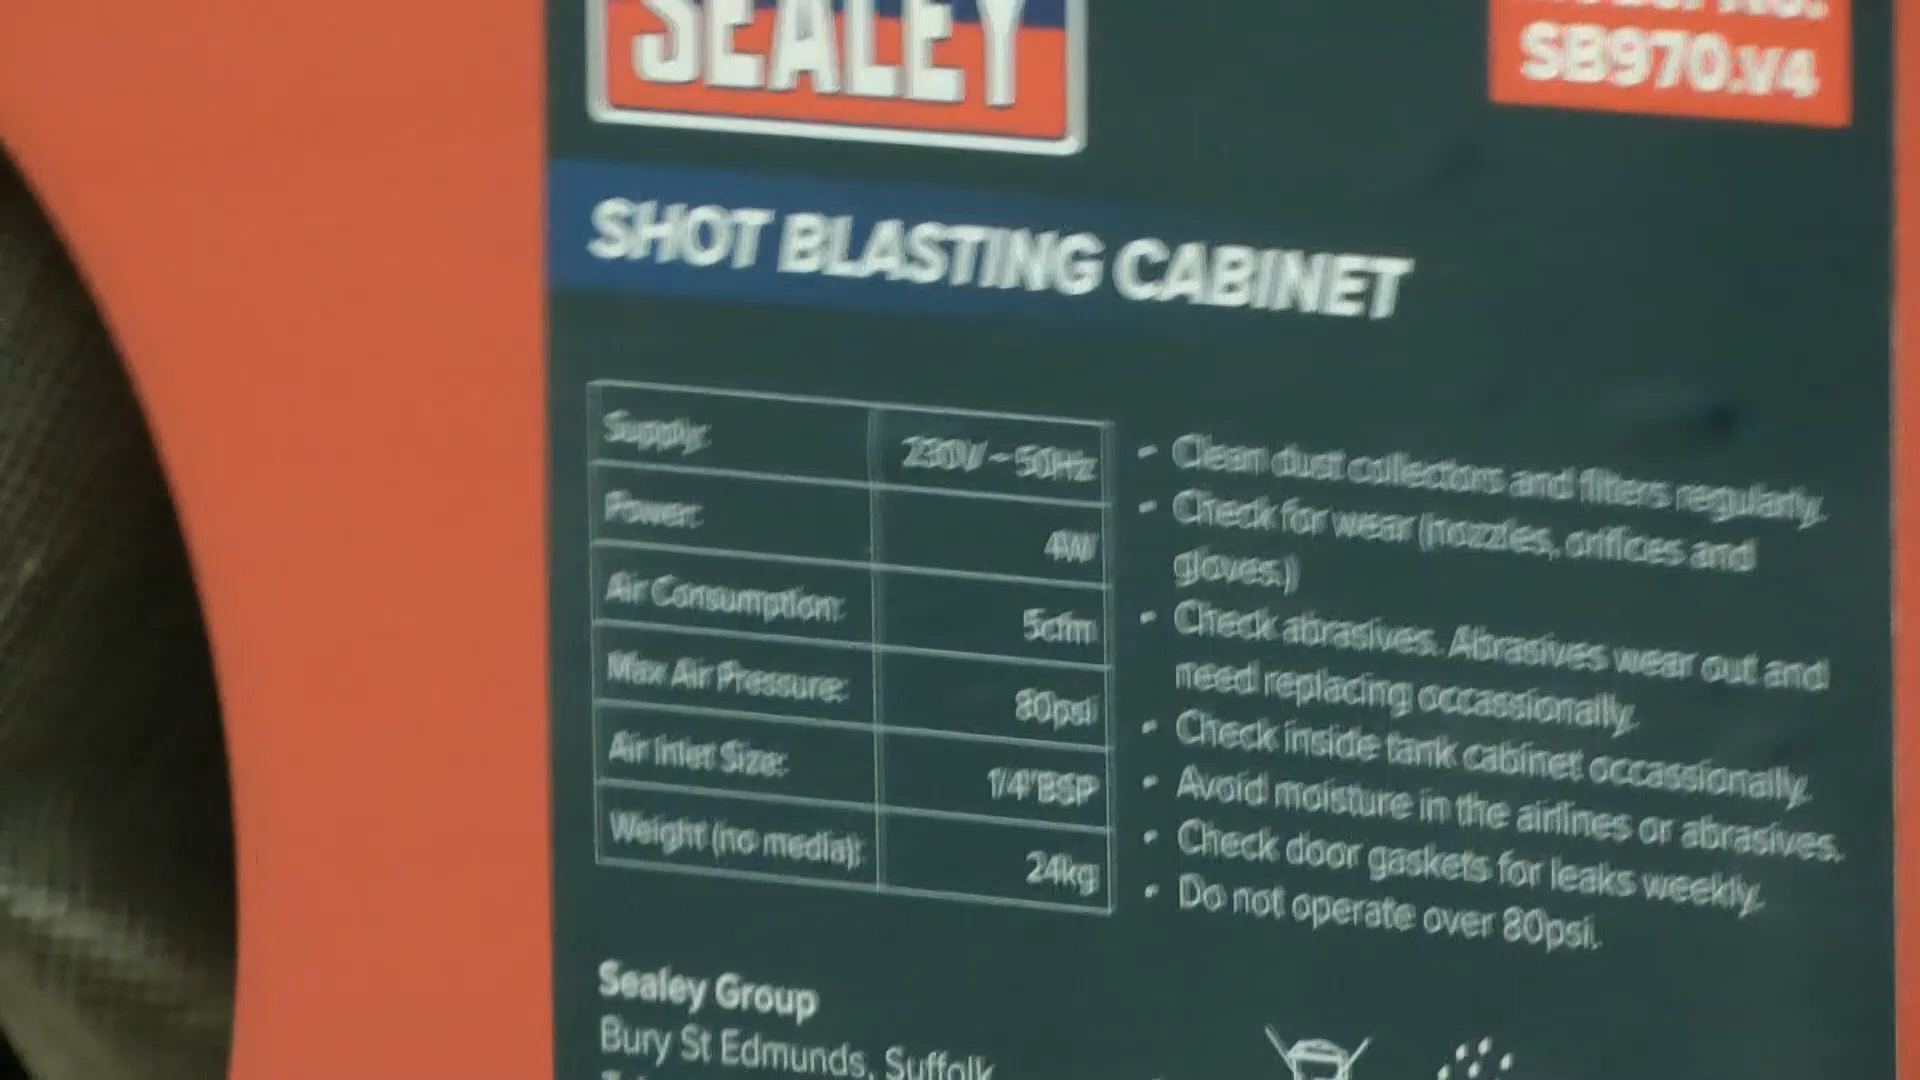 SEALEY
SB970.V4
SHOT BLASTING CABINET
Supply: 230V ~ 50Hz
Power: 4W
Air Consumption: 5cfm
Max Air Pressure: 80psi
Air Inlet Size: 1/4"BSP
Weight (no media): 24kg
- Clean dust collectors and filters regularly.
- Check for wear (nozzles, orifices and
gloves.)
- Check abrasives. Abrasives wear out and
need replacing occassionally.
- Check inside tank cabinet occassionally.
- Avoid moisture in the airlines or abrasives.
- Check door gaskets for leaks weekly.
- Do not operate over 80psi.
Sealey Group
Bury St Edmunds, Suffolk